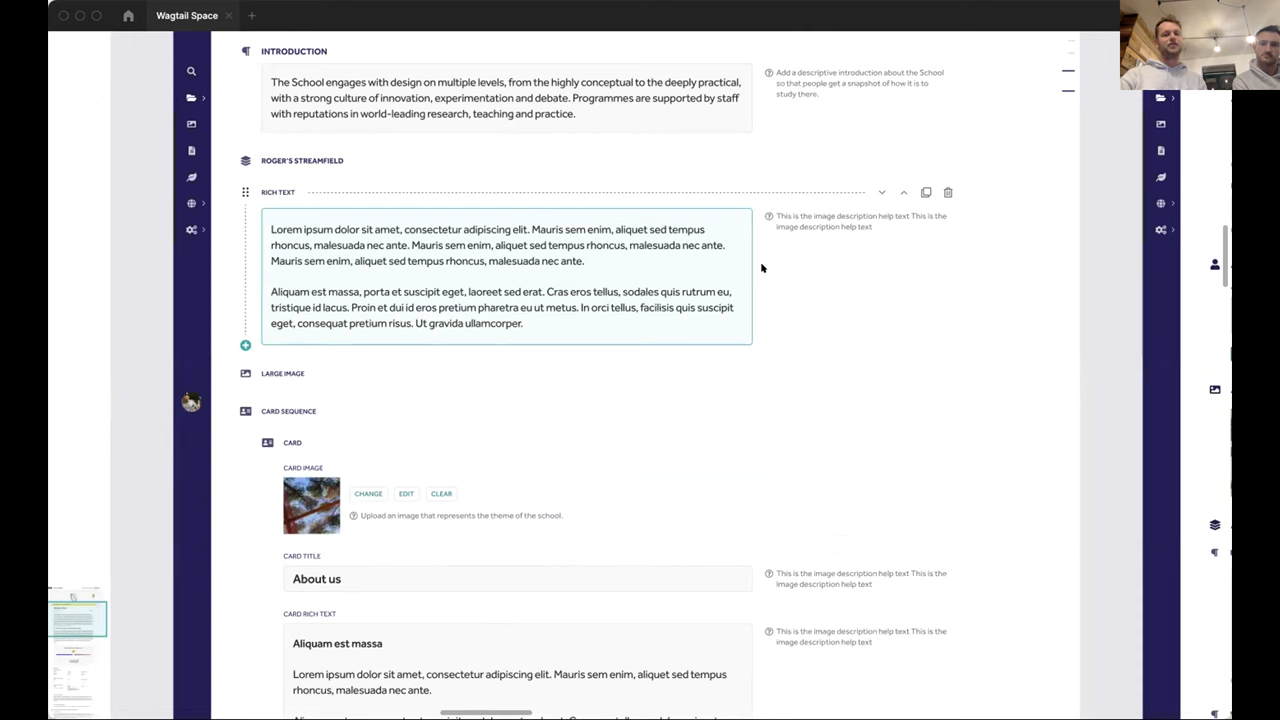 Wagtail Space
INTRODUCTION
The School engages with design on multiple levels, from the highly conceptual to the deeply practical,
with a strong culture of innovation, experimentation and debate. Programmes are supported by staff
with reputations in world-leading research, teaching and practice.
Add a descriptive introduction about the School
so that people get a snapshot of how it is to
study there.
ROGER'S STREAMFIELD
RICH TEXT
Lorem ipsum dolor sit amet, consectetur adipiscing elit. Mauris sem enim, aliquet sed tempus
rhoncus, malesuada nec ante. Mauris sem enim, aliquet sed tempus rhoncus, malesuada nec ante.
Mauris sem enim, aliquet sed tempus rhoncus, malesuada nec ante.
Aliquam est massa, porta et suscipit eget, laoreet sed erat. Cras eros tellus, sodales quis rutrum eu,
tristique id lacus. Proin et dui id eros pretium pharetra eu ut metus. In orci tellus, facilisis quis suscipit
eget, consequat pretium risus. Ut gravida ullamcorper.
This is the image description help text This is the
image description help text
LARGE IMAGE
CARD SEQUENCE
CARD
CARD IMAGE
CHANGE
EDIT
CLEAR
Upload an image that represents the theme of the school.
CARD TITLE
About us
This is the image description help text This is the
image description help text
CARD RICH TEXT
Aliquam est massa
Lorem ipsum dolor sit amet, consectetur adipiscing elit. Mauris sem enim, aliquet sed tempus
rhoncus, malesuada nec ante.
This is the image description help text This is the
image description help text